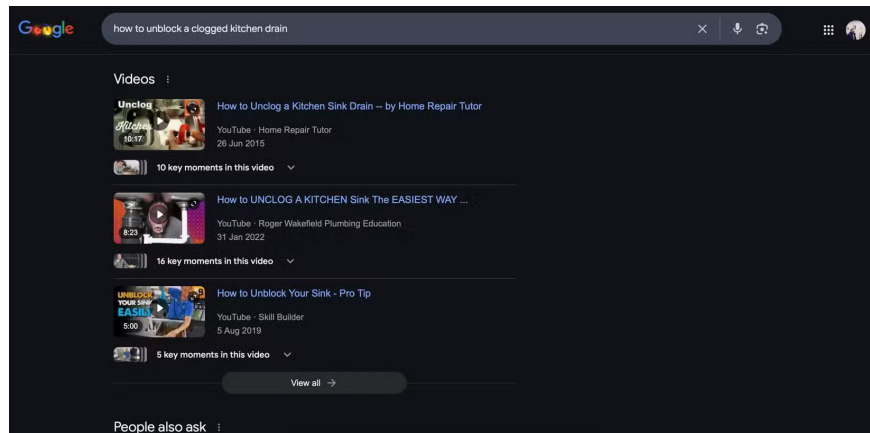 Google
how to unblock a clogged kitchen drain
Videos
Unclog
a
Kitchen
10:17
How to Unclog a Kitchen Sink Drain – by Home Repair Tutor
YouTube · Home Repair Tutor
26 Jun 2015
10 key moments in this video
8:23
How to UNCLOG A KITCHEN Sink The EASIEST WAY ...
YouTube · Roger Wakefield Plumbing Education
31 Jan 2022
16 key moments in this video
UNBLOCK
YOUR SINK
EASILY
5:00
How to Unblock Your Sink - Pro Tip
YouTube · Skill Builder
5 Aug 2019
5 key moments in this video
View all →
People also ask